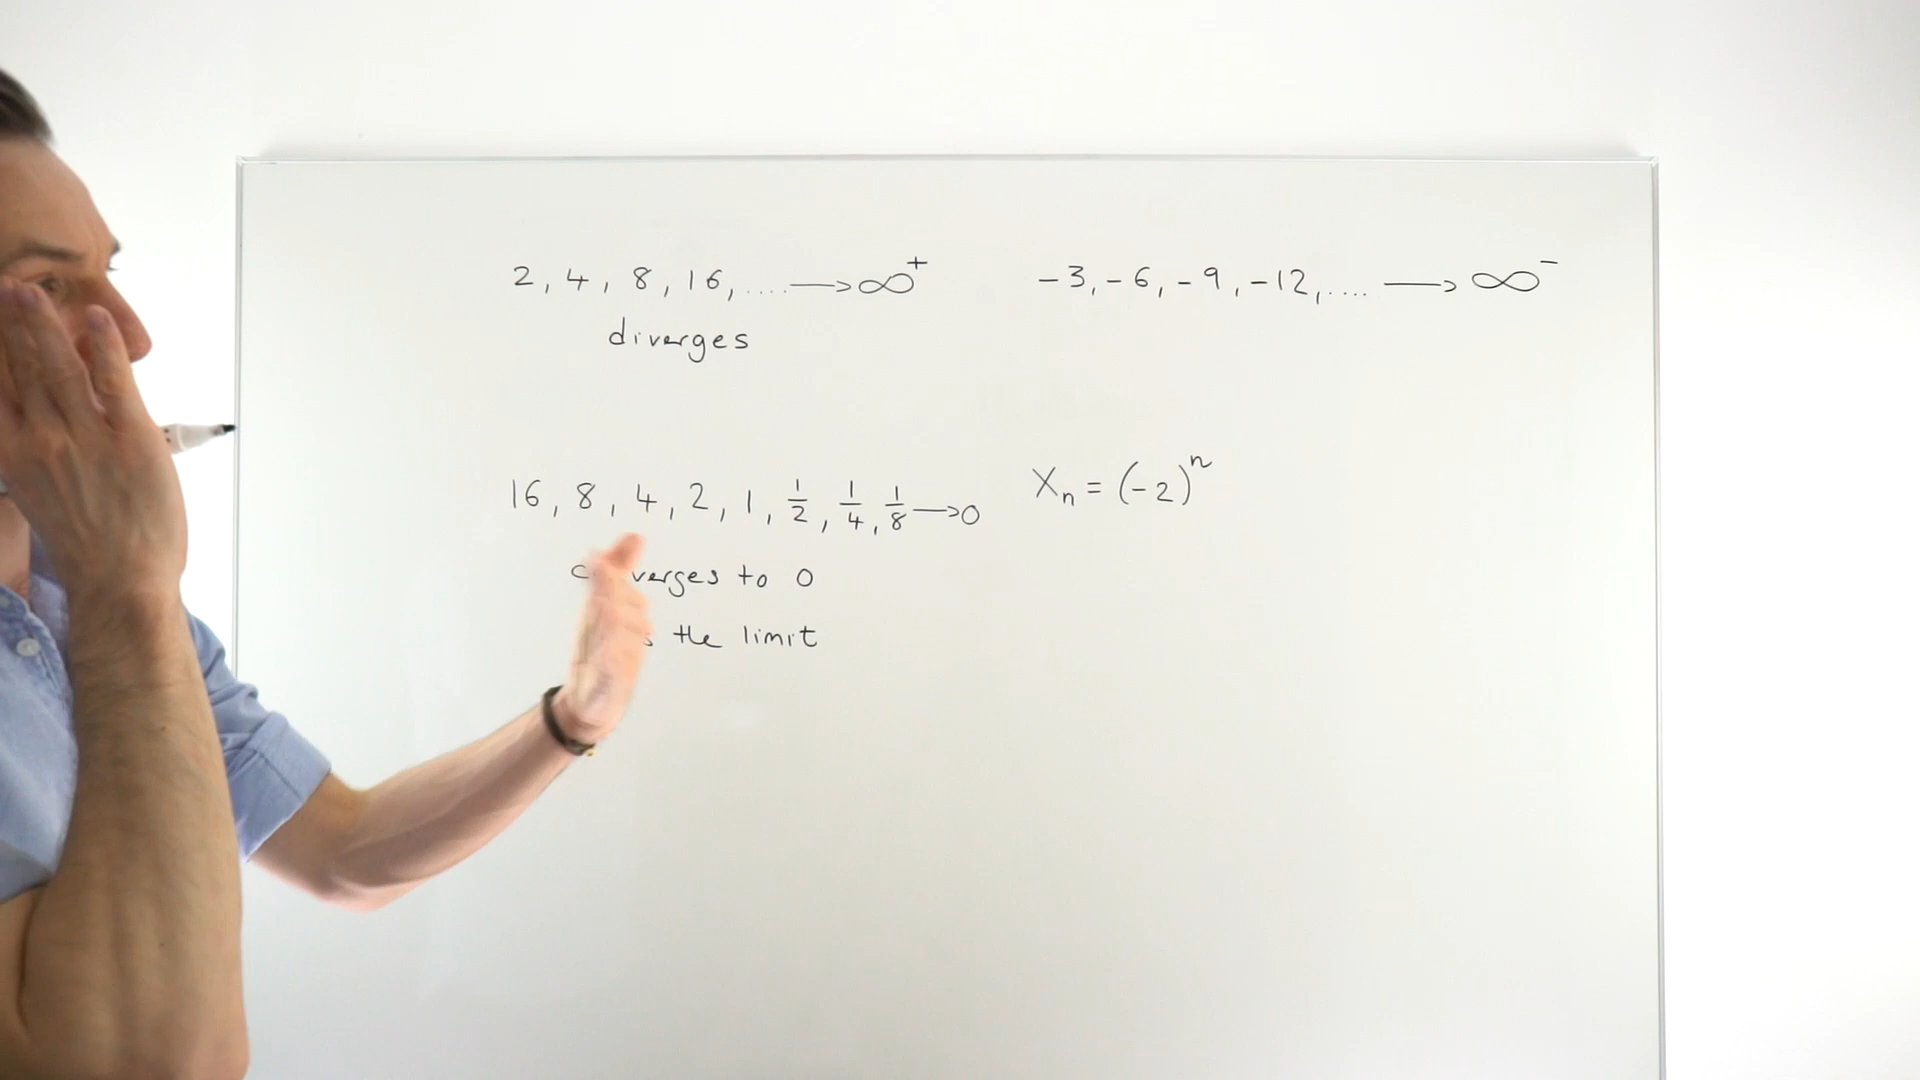 2, 4, 8, 16, ....→∞⁺
diverges
-3, -6, -9, -12, .... → ∞⁻
16, 8, 4, 2, 1, 1/2, 1/4, 1/8→0
to 0
the limit
Xₙ = (-2)ⁿ